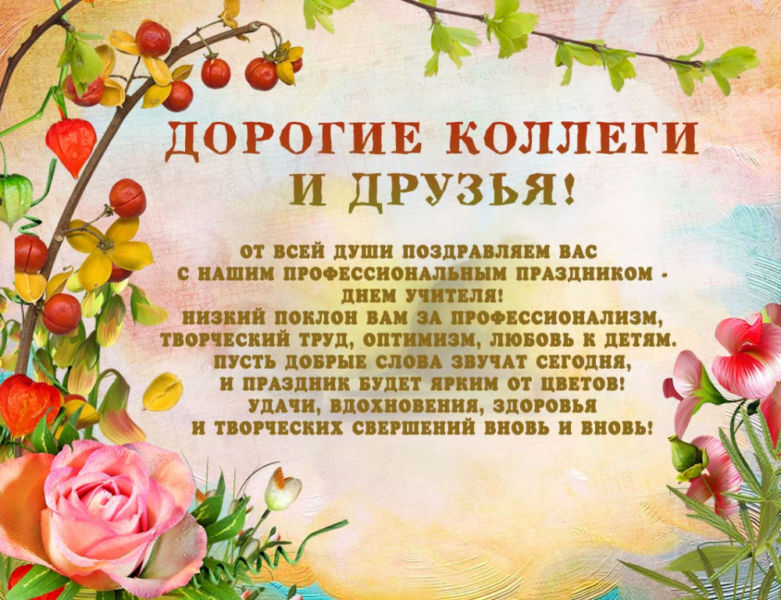 ДОРОГИЕ КОЛЛЕГИ
И ДРУЗЬЯ!
ОТ ВСЕЙ ДУШИ ПОЗДРАВЛЯЕМ ВАС
С НАШИМ ПРОФЕССИОНАЛЬНЫМ ПРАЗДНИКОМ -
ДНЕМ УЧИТЕЛЯ!
НИЗКИЙ ПОКЛОН ВАМ ЗА ПРОФЕССИОНАЛИЗМ,
ТВОРЧЕСКИЙ ТРУД, ОПТИМИЗМ, ЛЮБОВЬ К ДЕТЯМ.
ПУСТЬ ДОБРЫЕ СЛОВА ЗВУЧАТ СЕГОДНЯ,
И ПРАЗДНИК БУДЕТ ЯРКИМ ОТ ЦВЕТОВ!
УДАЧИ, ВДОХНОВЕНИЯ, ЗДОРОВЬЯ
И ТВОРЧЕСКИХ СВЕРШЕНИЙ ВНОВЬ И ВНОВЬ!